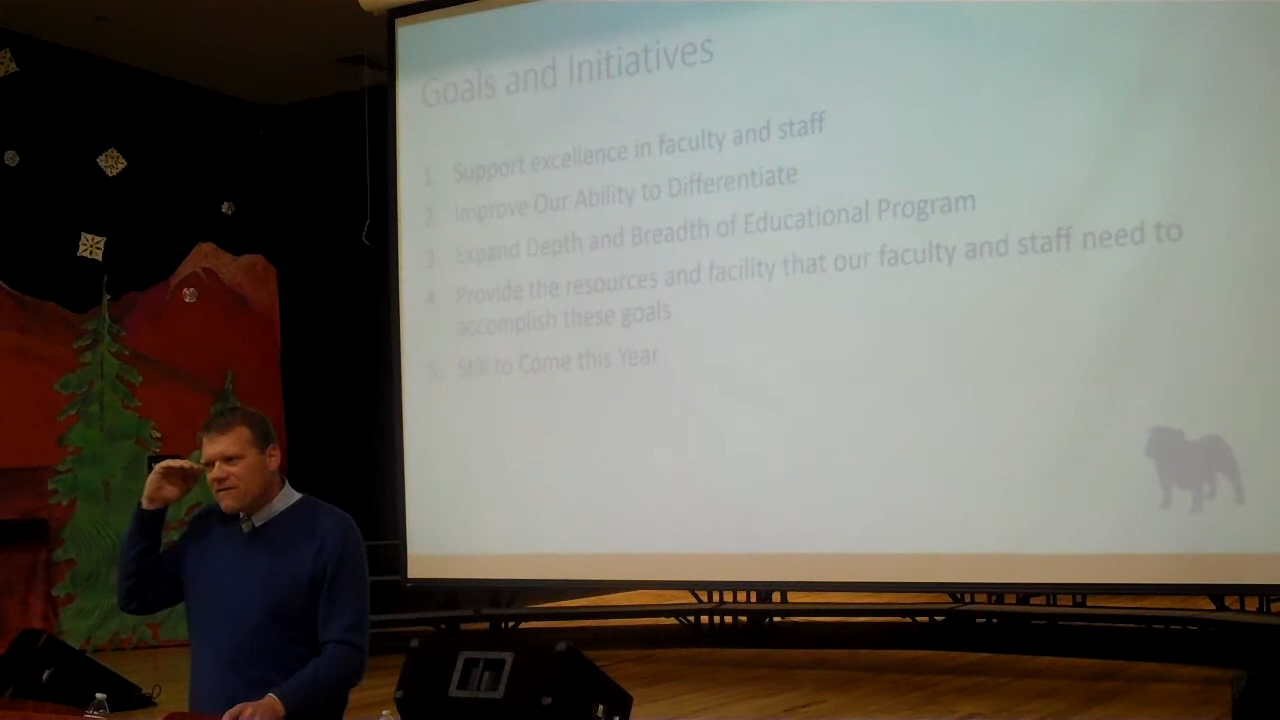 Goals and Initiatives
1. Support excellence in faculty and staff
2. Improve Our Ability to Differentiate
3. Expand Depth and Breadth of Educational Program
4. Provide the resources and facility that our faculty and staff need to
accomplish these goals
5. Still to Come this Year